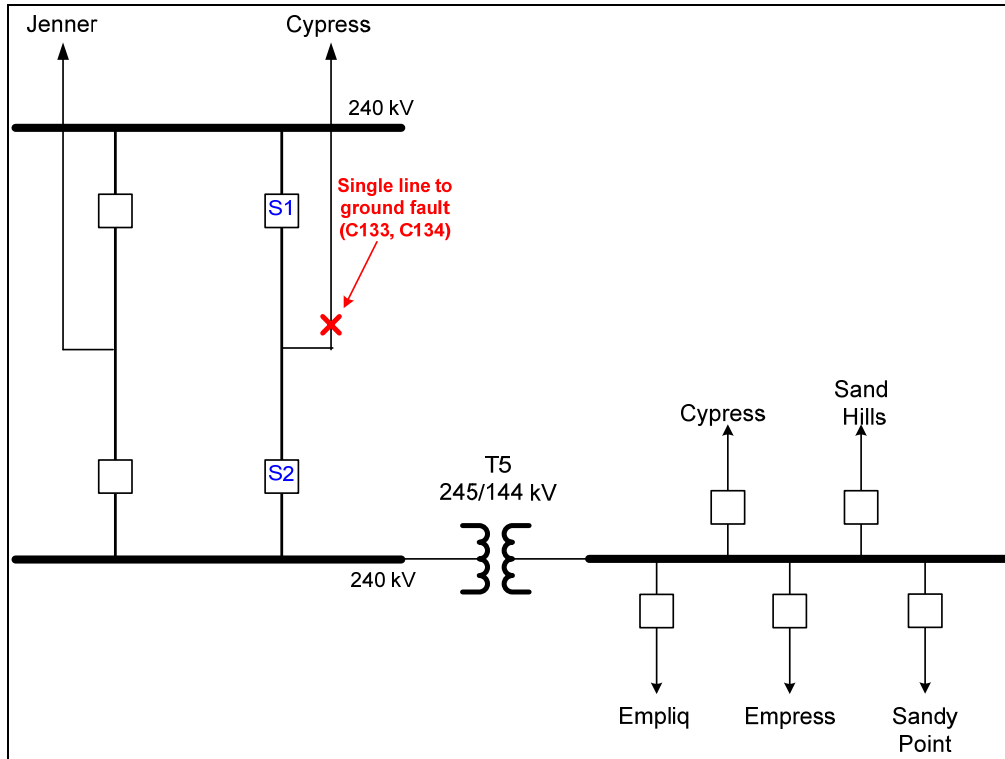 Jenner
Cypress
240 kV
Single line to
ground fault
(C133, C134)
S1
S2
T5
245/144 kV
240 kV
Cypress
Sand
Hills
Empliq
Empress
Sandy
Point